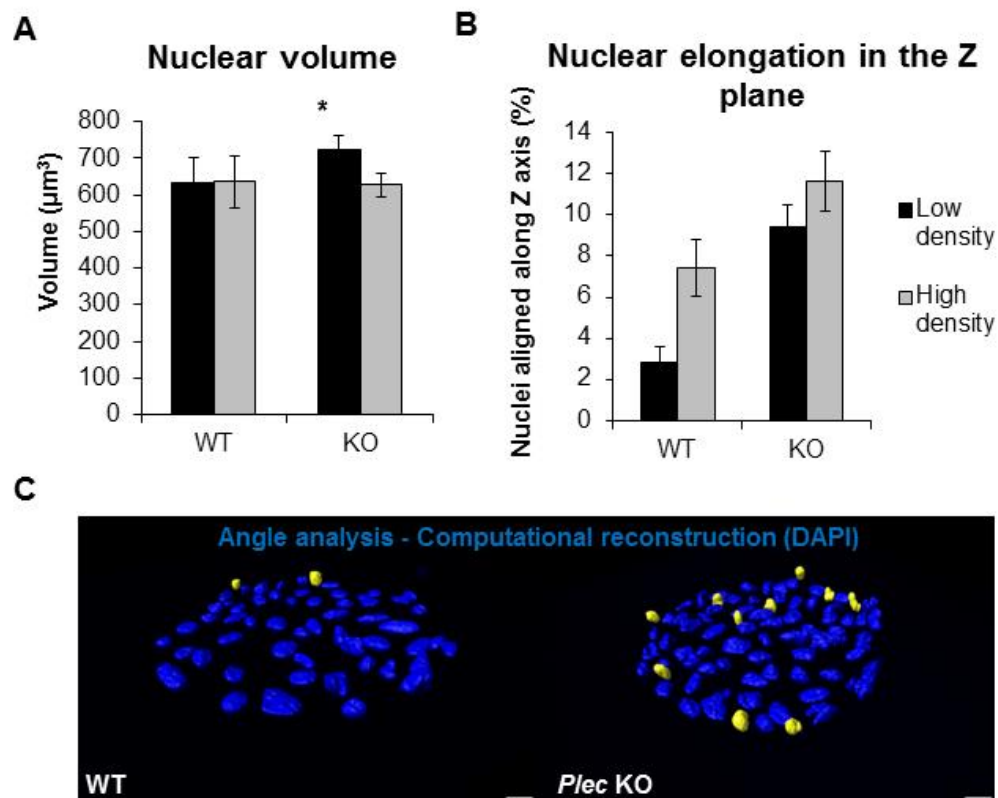 A
Nuclear volume
*
Volume (µm³)
800
700
600
500
400
300
200
100
0
WT
KO
B
Nuclear elongation in the Z
plane
Nuclei aligned along Z axis (%)
14
12
10
8
6
4
2
0
WT
KO
Low
density
High
density
C
Angle analysis - Computational reconstruction (DAPI)
WT
Plec KO